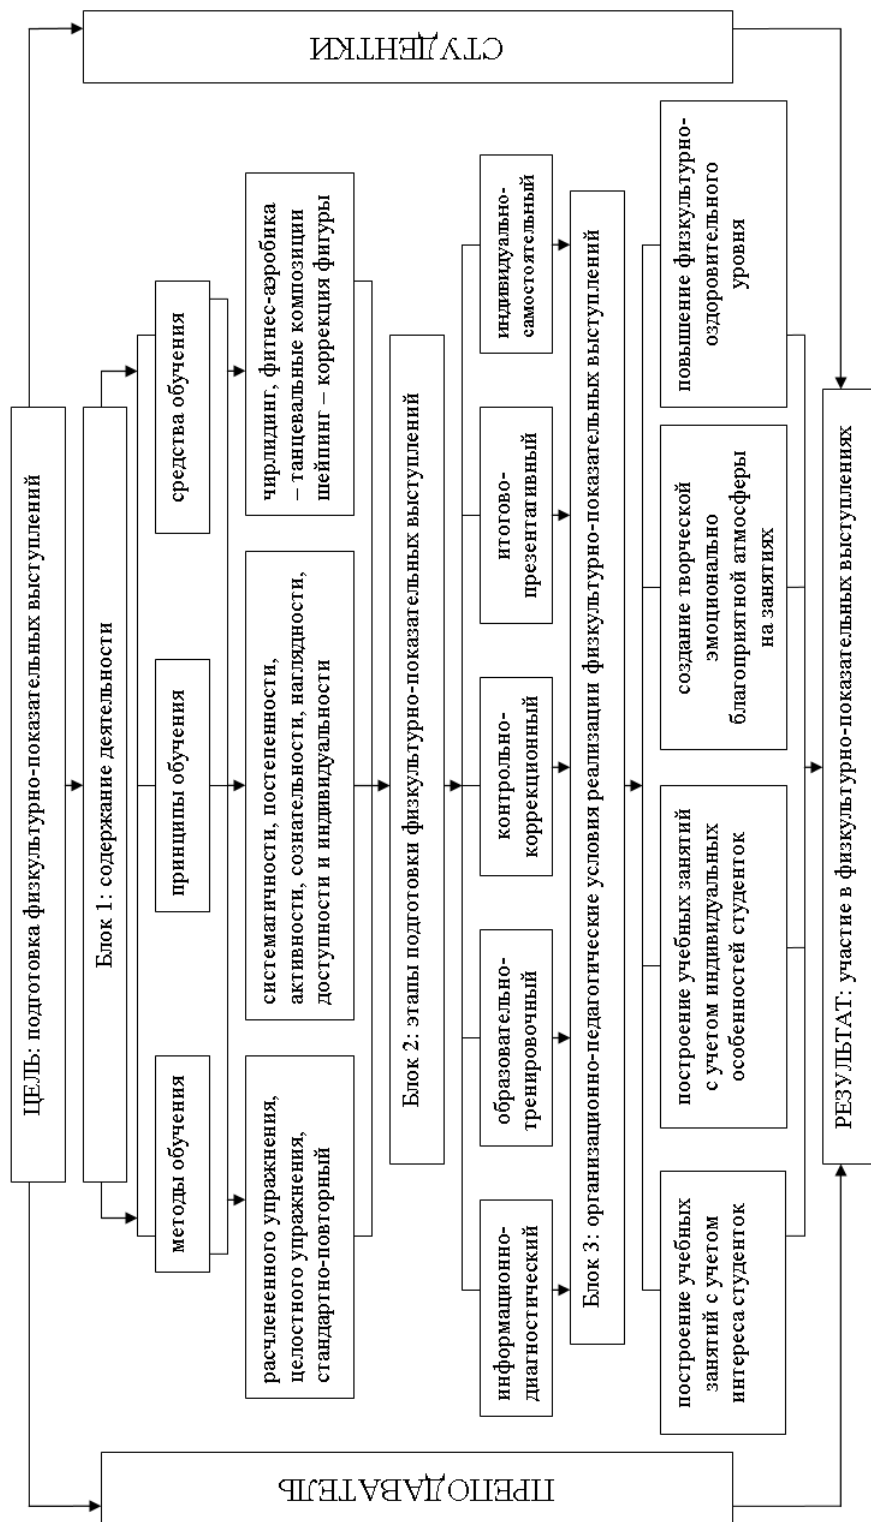 ЦЕЛЬ: подготовка физкультурно-показательных выступлений
ПРЕПОДАВАТЕЛЬ
СТУДЕНТКИ
Блок 1: содержание деятельности
методы обучения
принципы обучения
средства обучения
расчлененного упражнения,
целостного упражнения,
стандартно-повторный
систематичности, постепенности,
активности, сознательности, наглядности,
доступности и индивидуальности
чирлидинг, фитнес-аэробика
– танцевальные композиции
шейпинг – коррекция фигуры
Блок 2: этапы подготовки физкультурно-показательных выступлений
информационно-
диагностический
образовательно-
тренировочный
контрольно-
коррекционный
итогово-
презентативный
индивидуально-
самостоятельный
Блок 3: организационно-педагогические условия реализации физкультурно-показательных выступлений
построение учебных
занятий с учетом
интереса студенток
построение учебных занятий
с учетом индивидуальных
особенностей студенток
создание творческой
эмоционально
благоприятной атмосферы
на занятиях
повышение физкультурно-
оздоровительного
уровня
РЕЗУЛЬТАТ: участие в физкультурно-показательных выступлениях